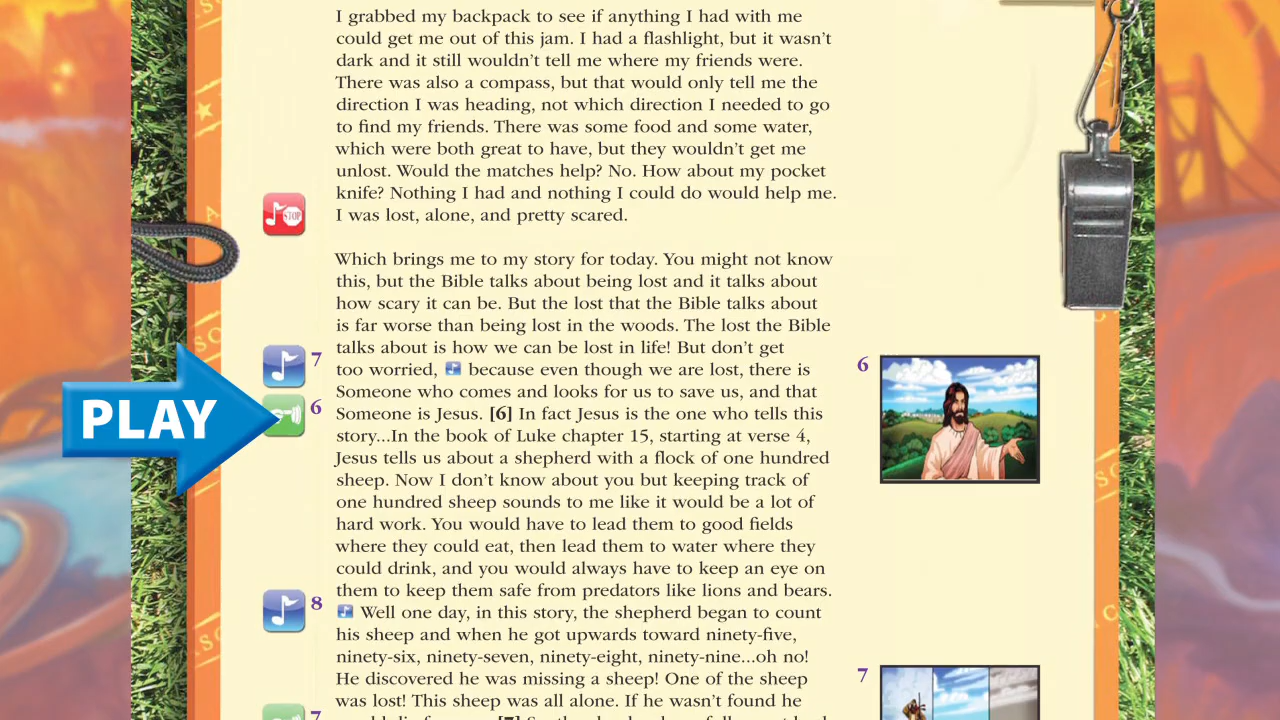 I grabbed my backpack to see if anything I had with me
could get me out of this jam. I had a flashlight, but it wasn't
dark and it still wouldn't tell me where my friends were.
There was also a compass, but that would only tell me the
direction I was heading, not which direction I needed to go
to find my friends. There was some food and some water,
which were both great to have, but they wouldn't get me
unlost. Would the matches help? No. How about my pocket
knife? Nothing I had and nothing I could do would help me.
I was lost, alone, and pretty scared.
STOP
Which brings me to my story for today. You might not know
this, but the Bible talks about being lost and it talks about
how scary it can be. But the lost that the Bible talks about
is far worse than being lost in the woods. The lost the Bible
talks about is how we can be lost in life! But don't get
7
too worried, because even though we are lost, there is
6
Someone who comes and looks for us to save us, and that
PLAY
6
Someone is Jesus. [6] In fact Jesus is the one who tells this
story...In the book of Luke chapter 15, starting at verse 4,
Jesus tells us about a shepherd with a flock of one hundred
sheep. Now I don't know about you but keeping track of
one hundred sheep sounds to me like it would be a lot of
hard work. You would have to lead them to good fields
where they could eat, then lead them to water where they
could drink, and you would always have to keep an eye on
them to keep them safe from predators like lions and bears.
8
Well one day, in this story, the shepherd began to count
his sheep and when he got upwards toward ninety-five,
ninety-six, ninety-seven, ninety-eight, ninety-nine...oh no!
He discovered he was missing a sheep! One of the sheep
7
was lost! This sheep was all alone. If he wasn't found he
7